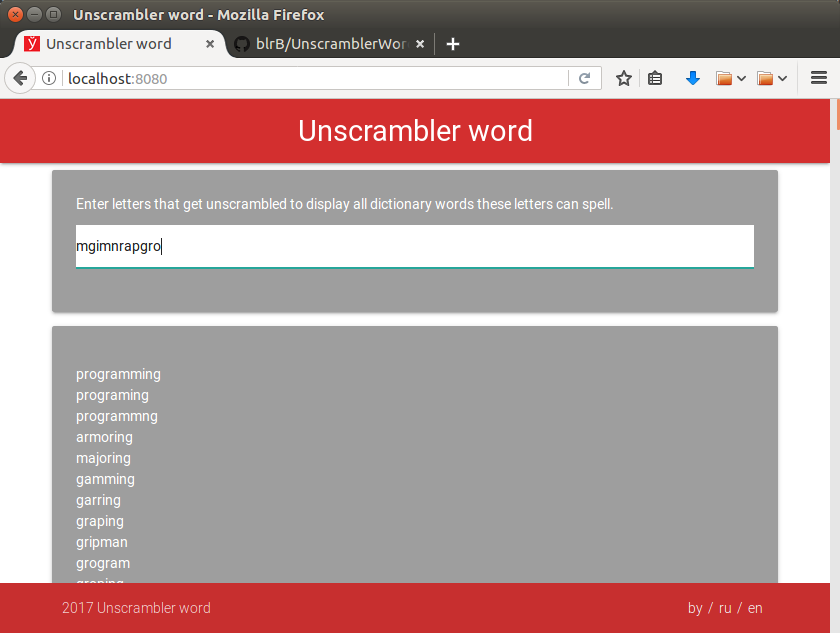 Unscrambler word - Mozilla Firefox
Unscrambler word
blrB/UnscramblerWor
localhost:8080
Unscrambler word
Enter letters that get unscrambled to display all dictionary words these letters can spell.
mgimnrapgro
programming
programing
programmng
armoring
majoring
gamming
garring
graping
gripman
grogram
2017 Unscrambler word
by / ru / en